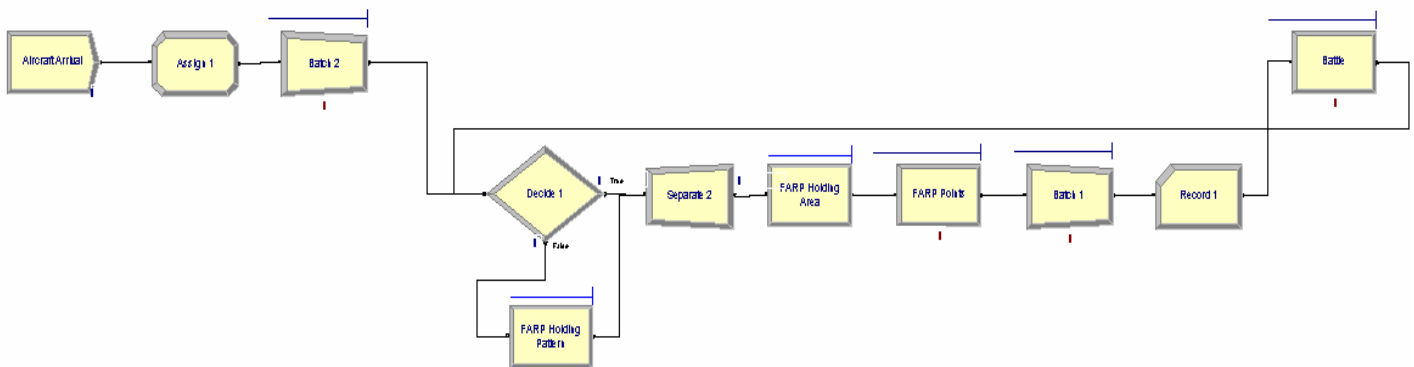 Aircraft Arrival
Assign 1
Batch 2
Battle
Decide 1
True
False
Separate 2
FARP Holding
Area
FARP Points
Batch 1
Record 1
FARP Holding
Pattern